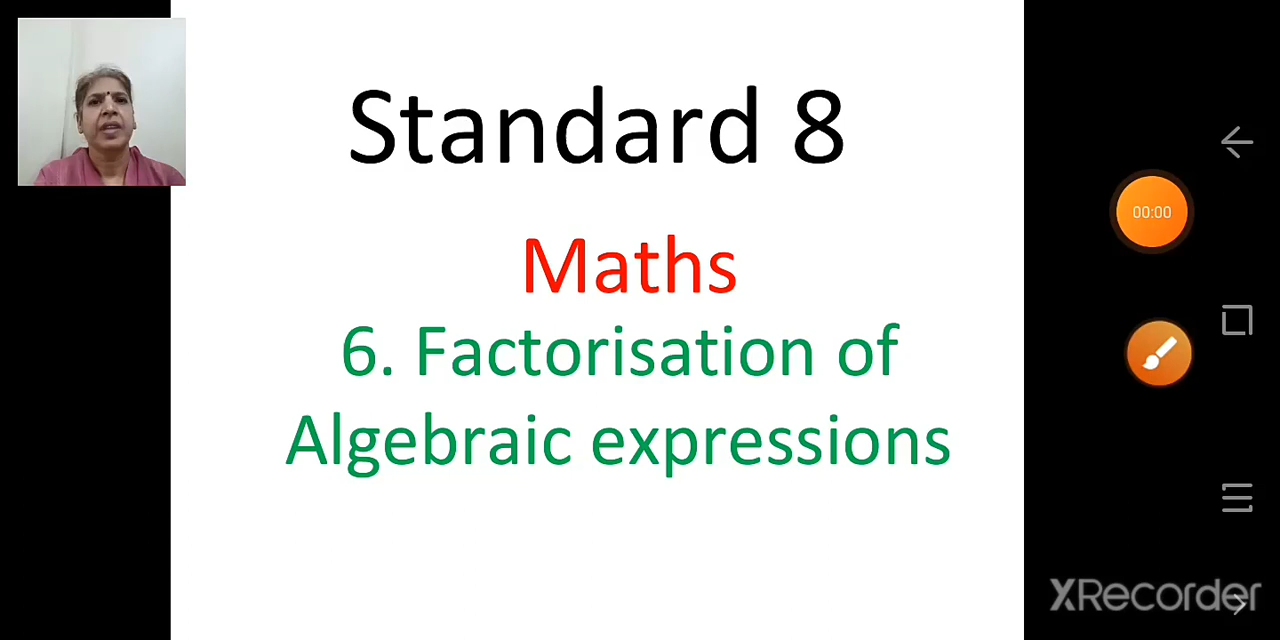 Standard 8
Maths
6. Factorisation of
Algebraic expressions
00:00
XRecorder